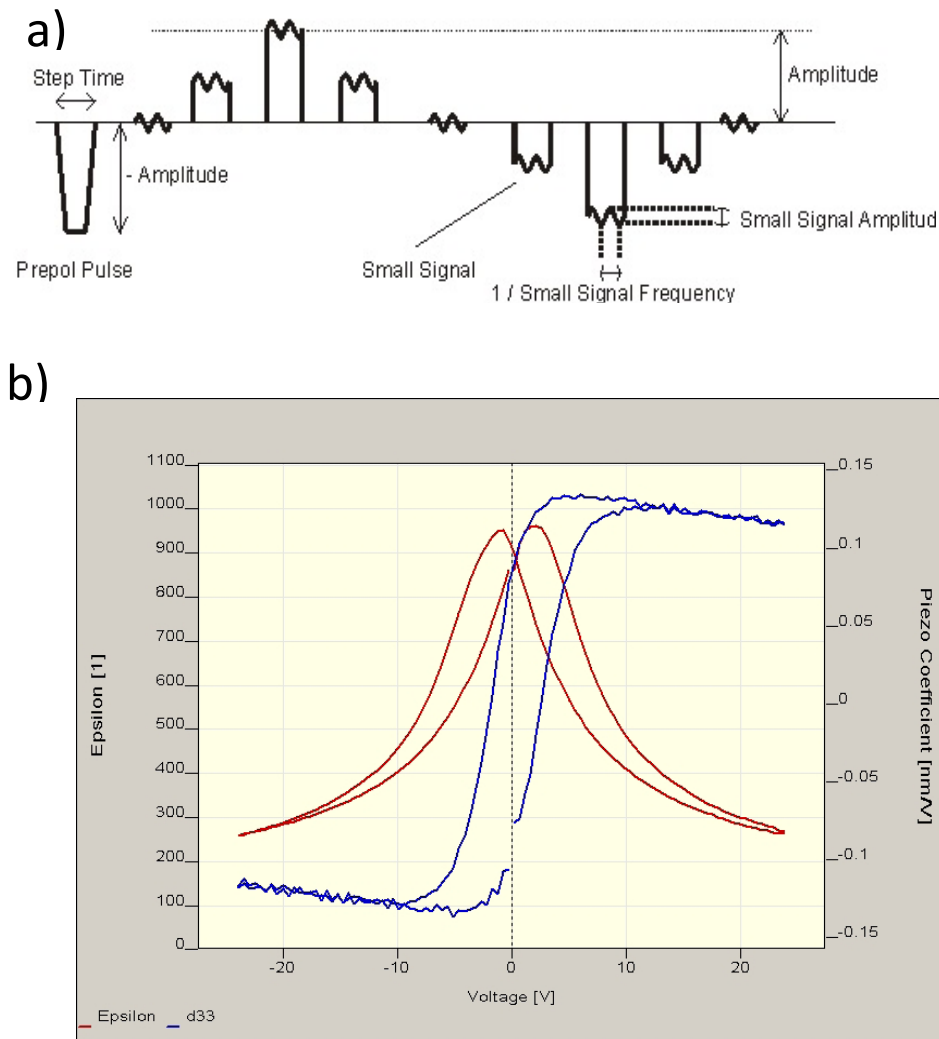 a)
Step Time
Amplitude
- Amplitude
Small Signal Amplitud
Prepol Pulse
Small Signal
1 / Small Signal Frequency
b)
1100
1000
900
800
700
600
500
400
300
200
100
0
Epsilon [1]
0.15
0.1
0.05
0
-0.05
-0.1
-0.15
Piezo Coefficient [nm/V]
-20
-10
0
10
20
Voltage [V]
Epsilon
d33